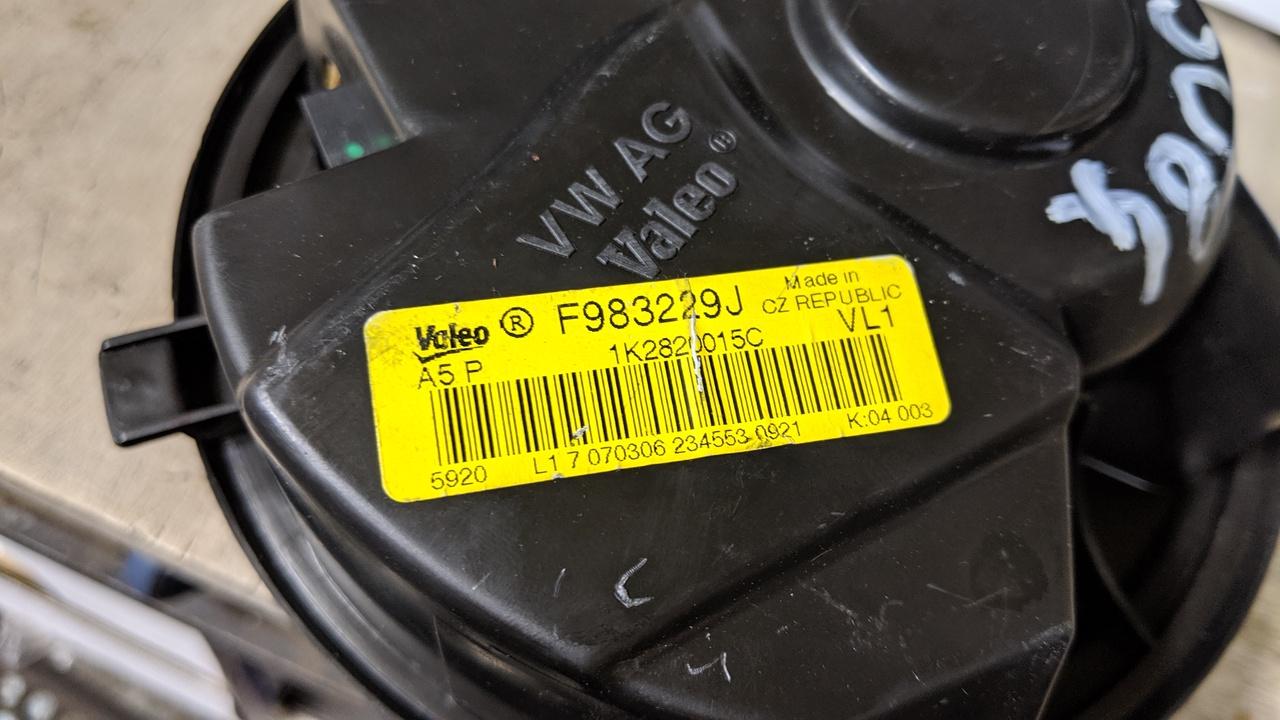 VW AG
Valeo®
Valeo ® F983229J Made in
CZ REPUBLIC
1K2820015C VL1
A5 P
5920 L1 7 070306 234553 0921 K:04 003